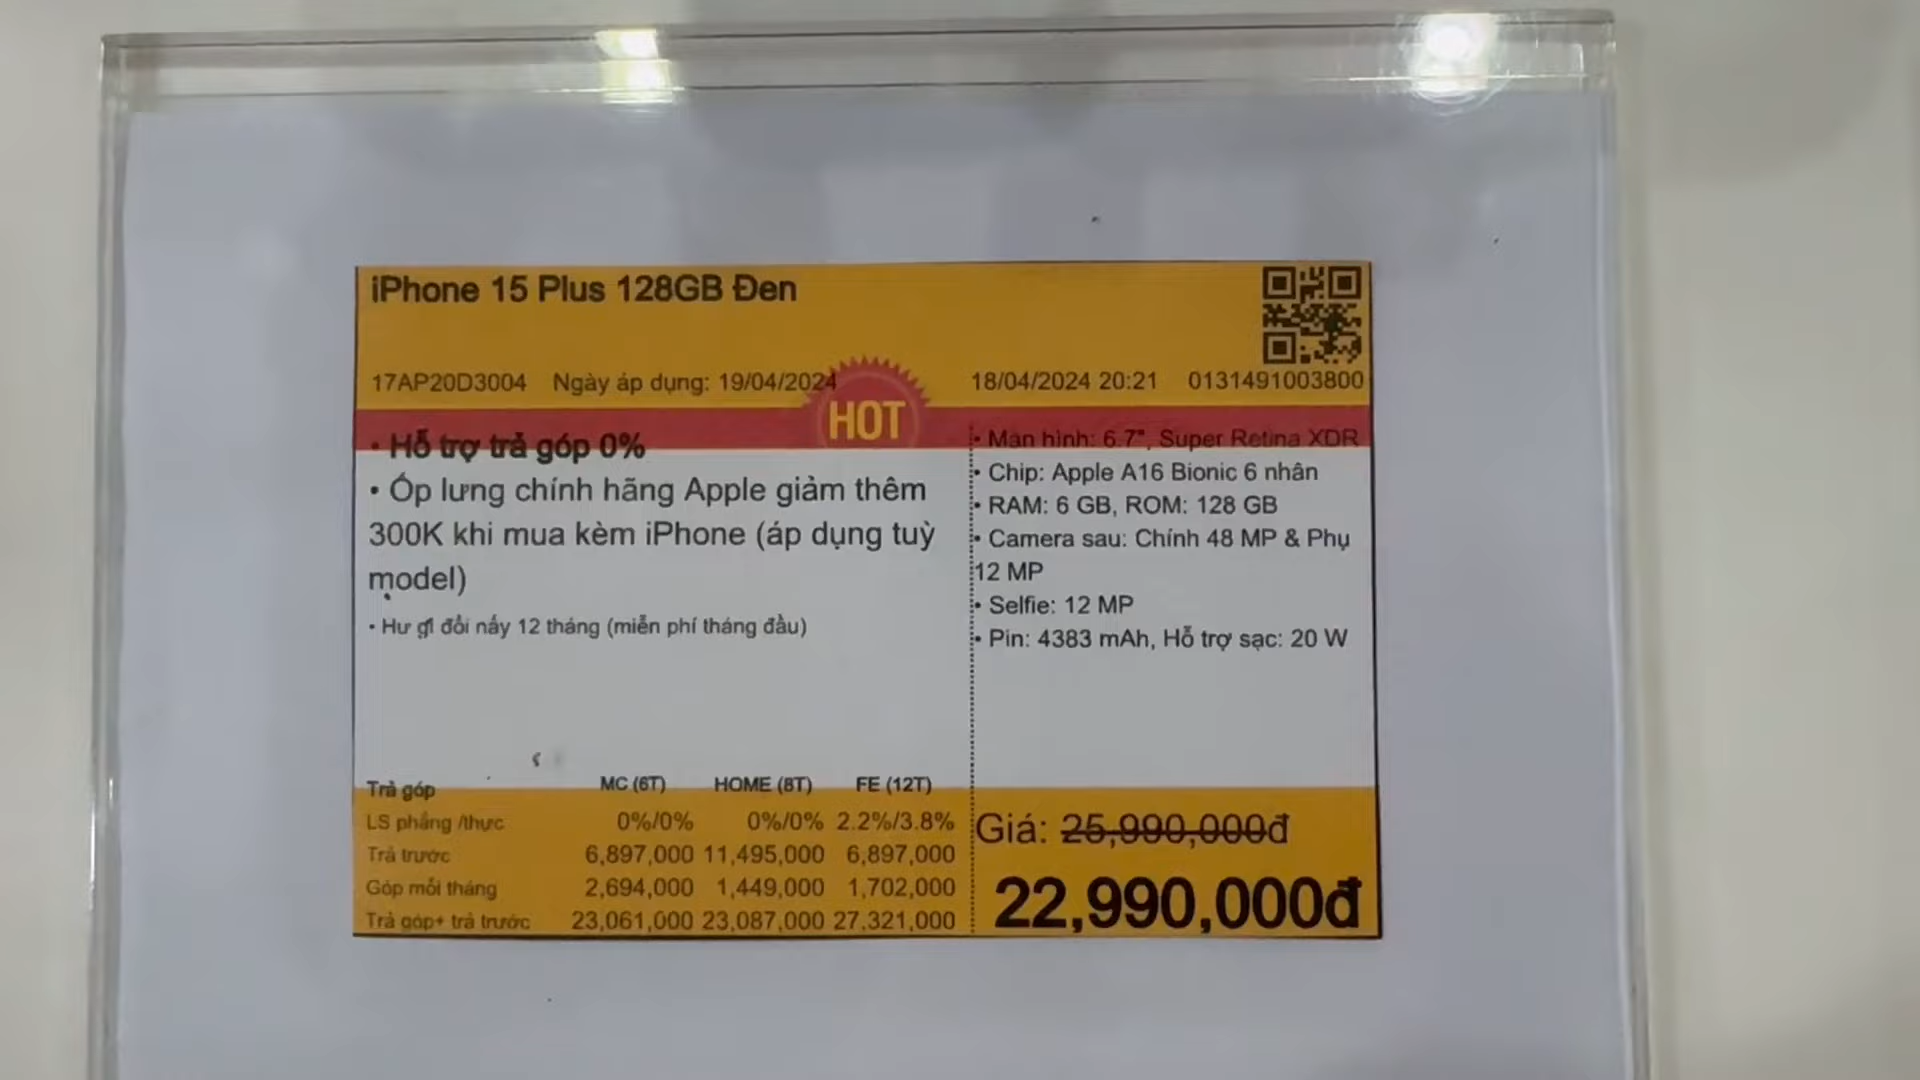 iPhone 15 Plus 128GB Đen
17AP20D3004 Ngày áp dụng: 19/04/2024
18/04/2024 20:21 0131491003800
HOT
• Hỗ trợ trả góp 0%
• Ốp lưng chính hãng Apple giảm thêm
300K khi mua kèm iPhone (áp dụng tuỳ
model)
• Hư gì đổi nấy 12 tháng (miễn phí tháng đầu)
• Màn hình: 6.7", Super Retina XDR
• Chip: Apple A16 Bionic 6 nhân
• RAM: 6 GB, ROM: 128 GB
• Camera sau: Chính 48 MP & Phụ
12 MP
• Selfie: 12 MP
• Pin: 4383 mAh, Hỗ trợ sạc: 20 W
Trả góp MC (6T) HOME (8T) FE (12T)
LS phẳng /thực 0%/0% 0%/0% 2.2%/3.8%
Trả trước 6,897,000 11,495,000 6,897,000
Góp mỗi tháng 2,694,000 1,449,000 1,702,000
Trả góp+ trả trước 23,061,000 23,087,000 27,321,000
Giá: 25,990,000đ
22,990,000đ